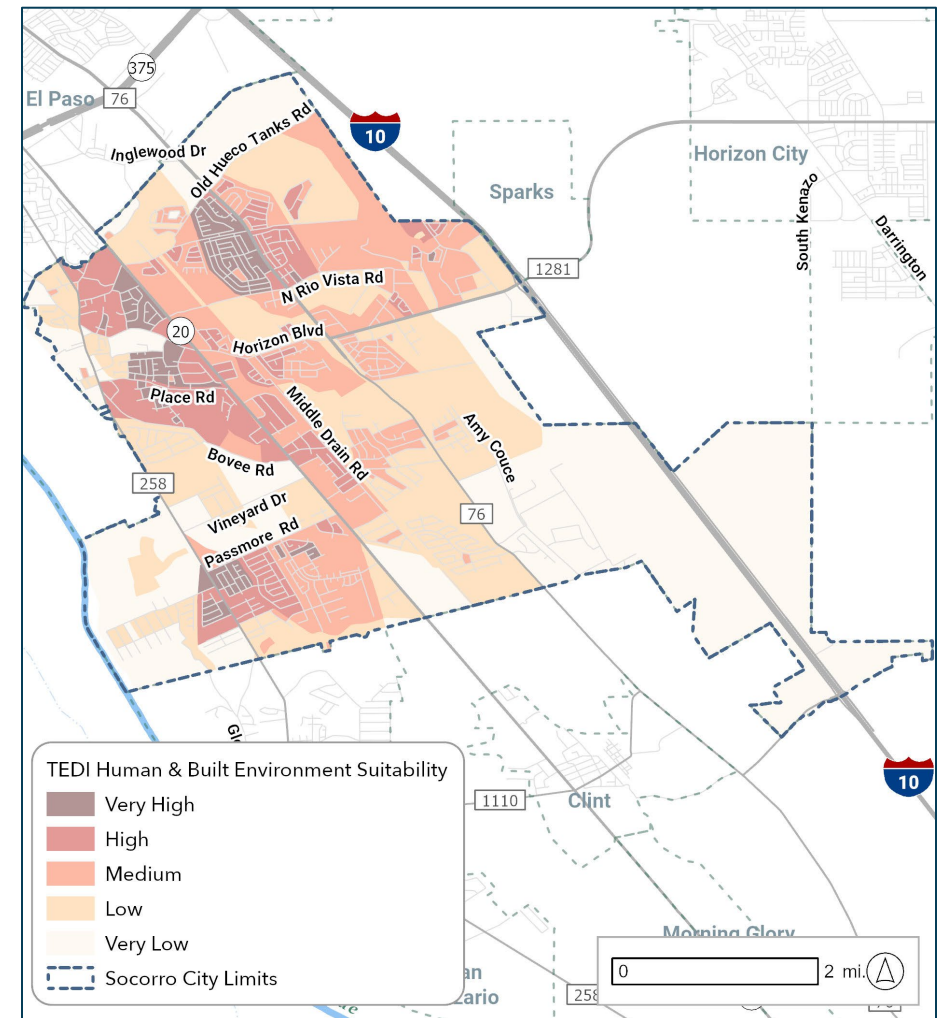 375
El Paso
76
Inglewood Dr
Old Hueco Tanks Rd
10
Horizon City
Sparks
South Kenazo
Darrington
1281
N Rio Vista Rd
20
Horizon Blvd
Place Rd
Middle Drain Rd
Amy Couce
Bovee Rd
258
Vineyard Dr
76
Passmore Rd
10
1110
Clint
Morning Glory
258
TEDI Human & Built Environment Suitability
Very High
High
Medium
Low
Very Low
Socorro City Limits
0 2 mi.